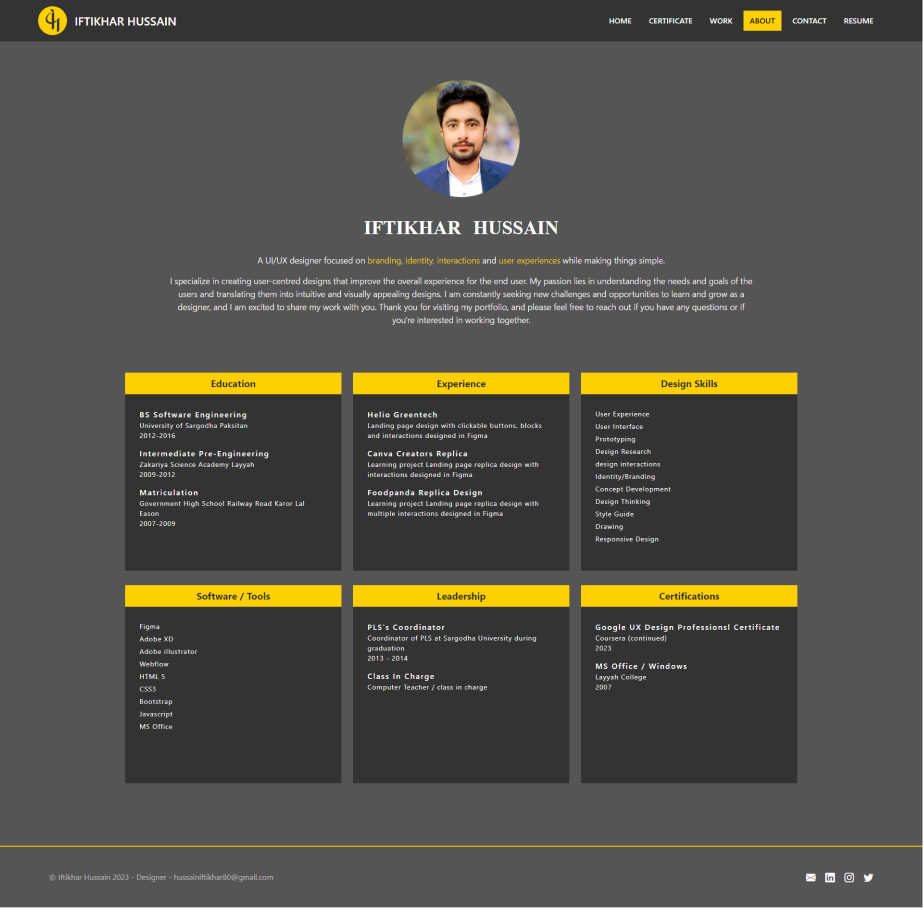 IFTIKHAR HUSSAIN
HOME CERTIFICATE WORK ABOUT CONTACT RESUME
IFTIKHAR HUSSAIN
A UI/UX designer focused on branding, identity, interactions and user experiences while making things simple.
I specialize in creating user-centred designs that improve the overall experience for the end user. My passion lies in understanding the needs and goals of the
users and translating them into intuitive and visually appealing designs. I am constantly seeking new challenges and opportunities to learn and grow as a
designer, and I am excited to share my work with you. Thank you for visiting my portfolio, and please feel free to reach out if you have any questions or if
you're interested in working together.
Education
BS Software Engineering
University of Sargodha Paksitan
2012-2016
Intermediate Pre-Engineering
Zakariya Science Academy Layyah
2009-2012
Matriculation
Government High School Railway Road Karor Lal
Eason
2007-2009
Experience
Helio Greentech
Landing page design with clickable buttons, blocks
and interactions designed in Figma
Canva Creators Replica
Learning project Landing page replica design with
interactions designed in Figma
Foodpanda Replica Design
Learning project Landing page replica design with
multiple interactions designed in Figma
Design Skills
User Experience
User Interface
Prototyping
Design Research
design interactions
Identity/Branding
Concept Development
Design Thinking
Style Guide
Drawing
Responsive Design
Software / Tools
Figma
Adobe XD
Adobe illustrator
Webflow
HTML 5
CSS3
Bootstrap
Javascript
MS Office
Leadership
PLS's Coordinator
Coordinator of PLS at Sargodha University during
graduation
2013 - 2014
Class In Charge
Computer Teacher / class in charge
Certifications
Google UX Design Professionsl Certificate
Coursera (continued)
2023
MS Office / Windows
Layyah College
2007
© Iftikhar Hussain 2023 - Designer - hussainiftikhar80@gmail.com